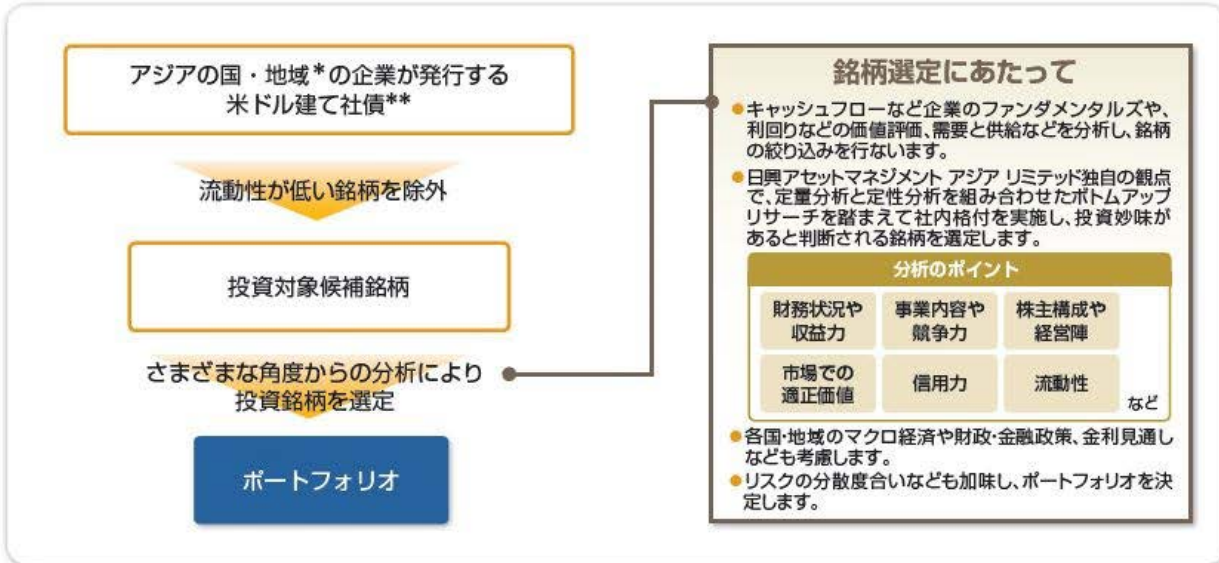 アジアの国・地域*の企業が発行する
米ドル建て社債**
流動性が低い銘柄を除外
投資対象候補銘柄
さまざまな角度からの分析により
投資銘柄を選定
ポートフォリオ
銘柄選定にあたって
●キャッシュフローなど企業のファンダメンタルズや、
利回りなどの価値評価、需要と供給などを分析し、銘柄
の絞り込みを行ないます。
●日興アセットマネジメント アジア リミテッド独自の観点
で、定量分析と定性分析を組み合わせたボトムアップ
リサーチを踏まえて社内格付を実施し、投資妙味が
あると判断される銘柄を選定します。
分析のポイント
財務状況や
収益力
事業内容や
競争力
株主構成や
経営陣
市場での
適正価値
信用力
流動性
など
●各国・地域のマクロ経済や財政・金融政策、金利見通し
なども考慮します。
●リスクの分散度合いなども加味し、ポートフォリオを決
定します。